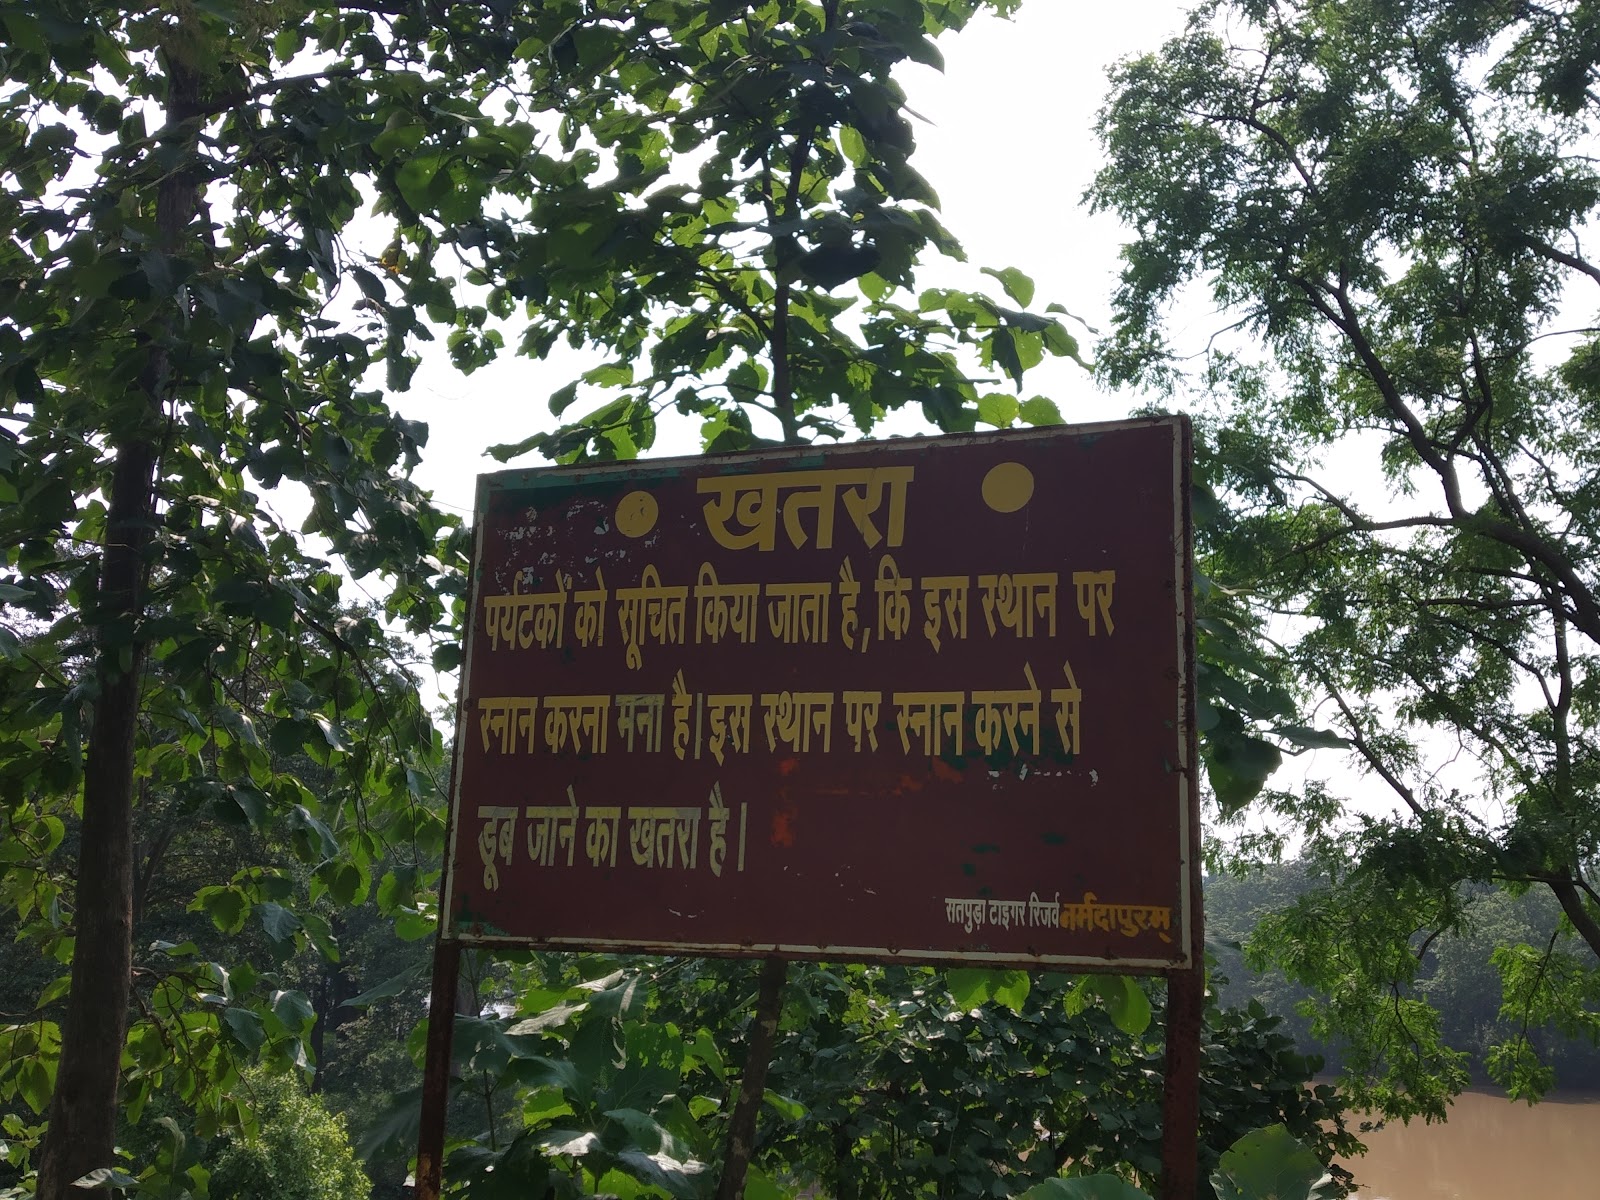 • खतरा •
पर्यटकों को सूचित किया जाता है, कि इस स्थान पर
स्नान करना मना है। इस स्थान पर स्नान करने से
डूब जाने का खतरा है।
सतपुड़ा टाइगर रिजर्व नर्मदापुरम्